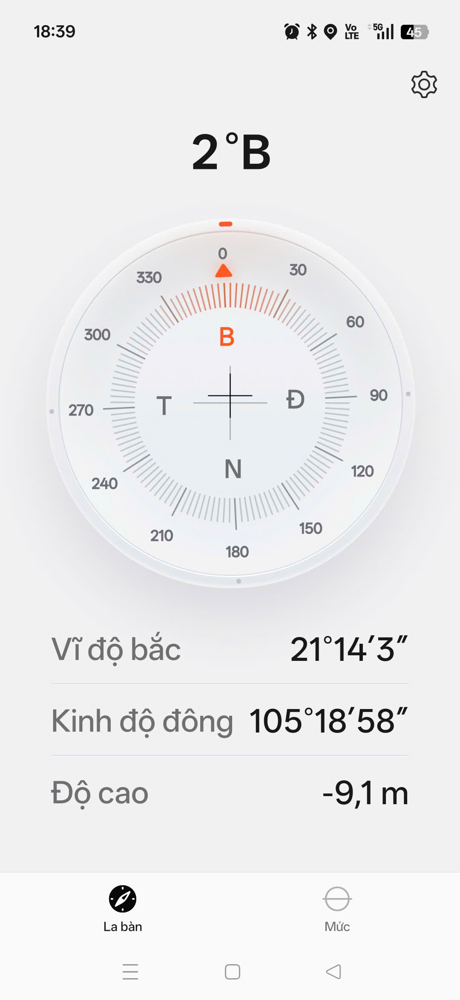 18:39
Vo LTE 5G 45
2°B
0
330
30
300
60
B
270
T
Đ
90
N
240
120
210
150
180
Vĩ độ bắc 21°14′3″
Kinh độ đông 105°18′58″
Độ cao -9,1 m
La bàn
Mức